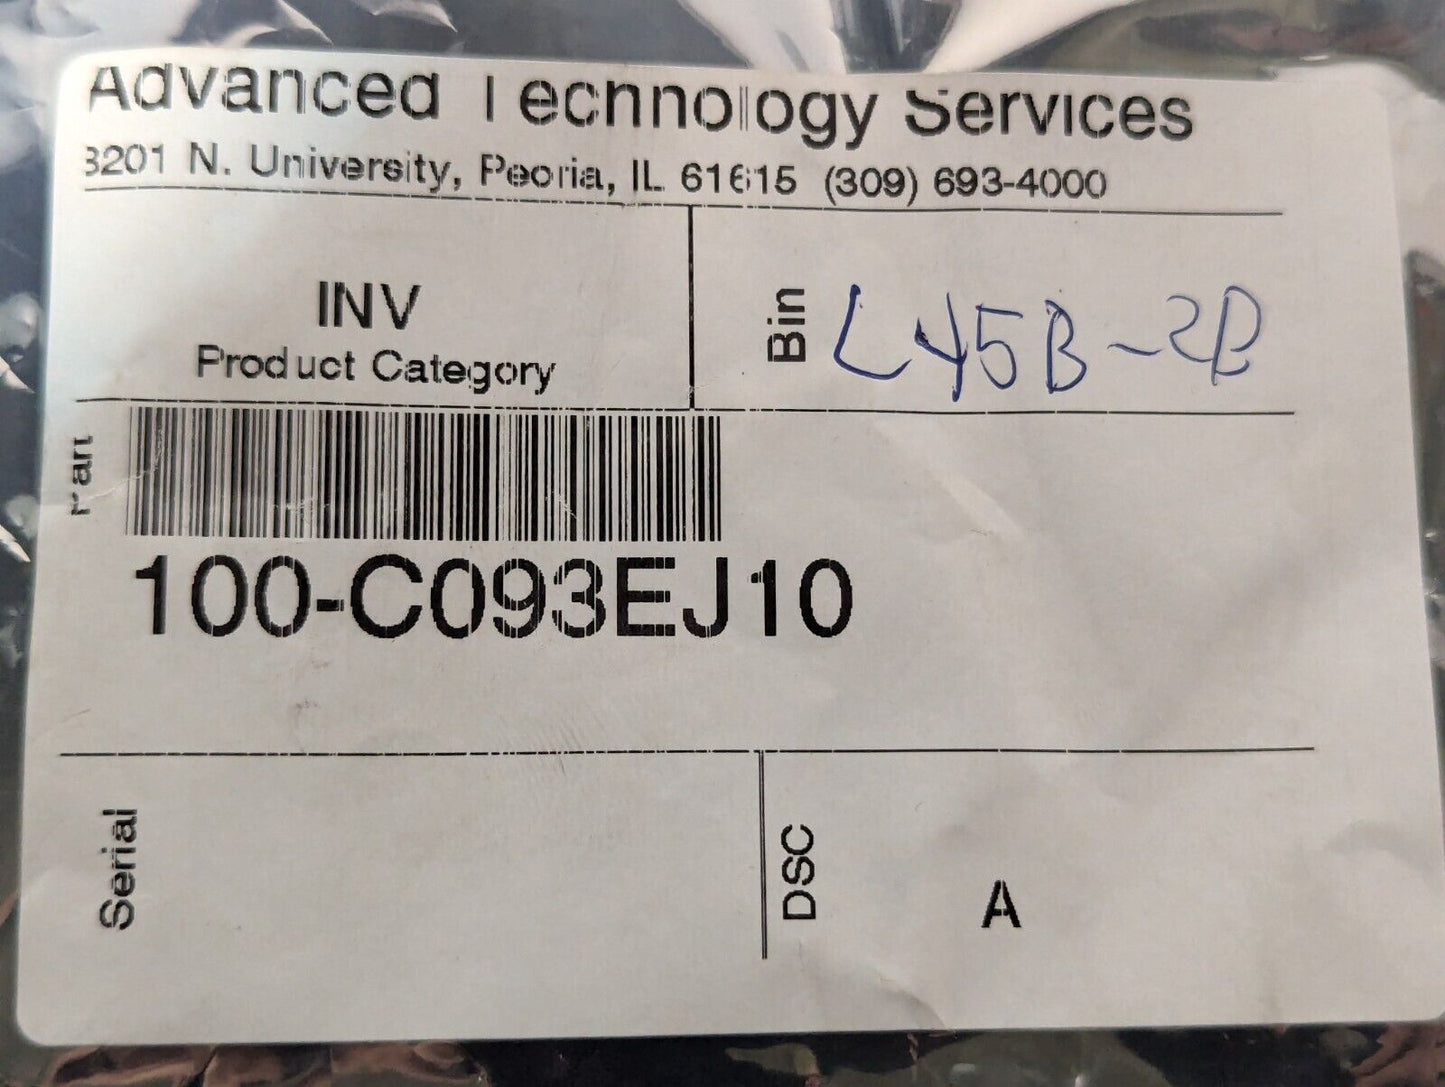 Advanced Technology Services
3201 N. University, Peoria, IL 61615 (309) 693-4000
INV
Product Category
Bin L45B-2B
Part
100-C093EJ10
Serial
DSC A